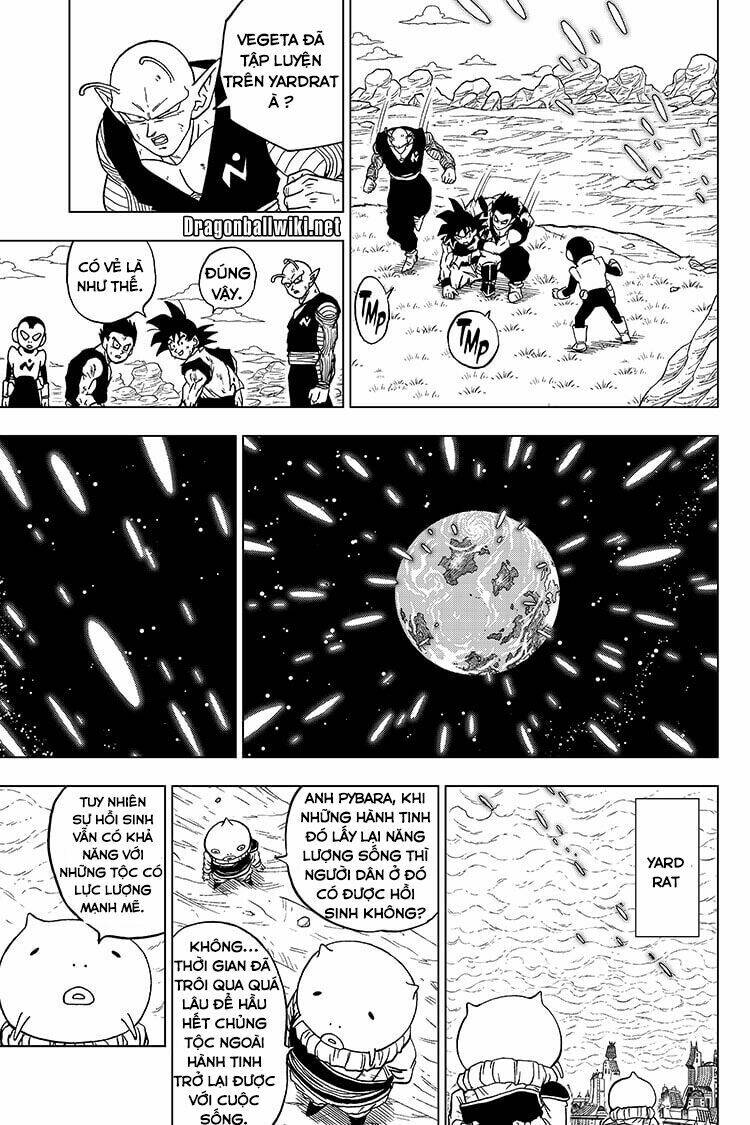 VEGETA ĐÃ
TẬP LUYỆN
TRÊN YARDRAT
À ?
TMP
TMP
Dragonballwiki.net
ĐÚNG
VẬY.
CÓ VẺ LÀ
NHƯ THẾ.
YARD
RAT
ANH PYBARA, KHI
NHỮNG HÀNH TINH
ĐÓ LẤY LẠI NĂNG
LƯỢNG SỐNG THÌ
NGƯỜI DÂN Ở ĐÓ
CÓ ĐƯỢC HỒI
SINH KHÔNG?
KHÔNG...
THỜI GIAN ĐÃ
TRÔI QUA QUÁ
LÂU ĐỂ HẦU
HẾT CHỦNG
TỘC NGOÀI
HÀNH TINH
TRỞ LẠI ĐƯỢC
VỚI CUỘC
SỐNG.
TUY NHIÊN
SỰ HỒI SINH
VẪN CÓ KHẢ
NĂNG VỚI
NHỮNG TỘC CÓ
LỰC LƯỢNG
MẠNH MẼ.